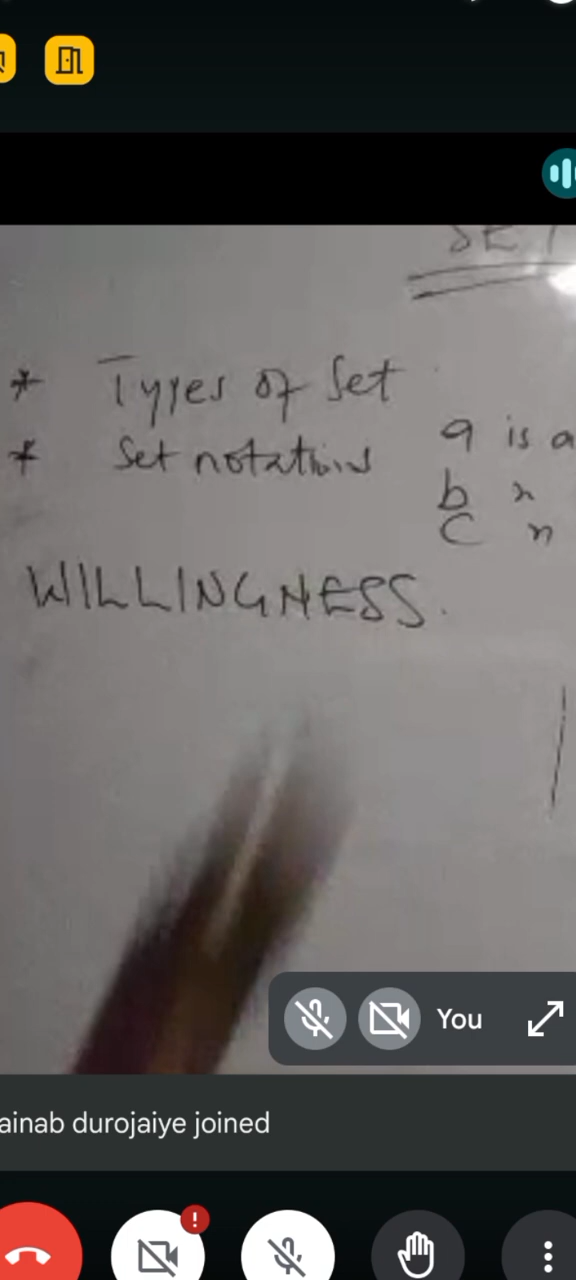 SET
* Types of Set
* Set notations
a is a
b "
c "
WILLINGNESS.
You
ainab durojaiye joined